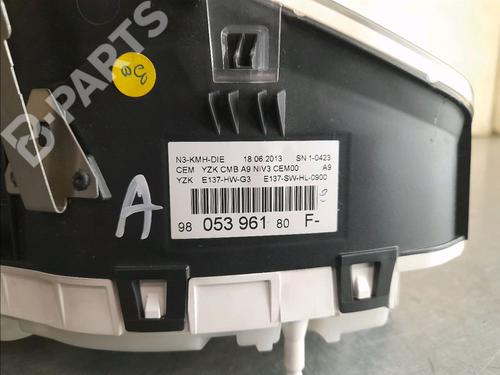 N3-KMH-DIE 18 06 2013 SN 1-0423
CEM YZK CMB A9 NIV3 CEM00 A9
YZK E137-HW-G3 E137-SW-HL-0900
98 053 961 80 F-
A
B-PARTS